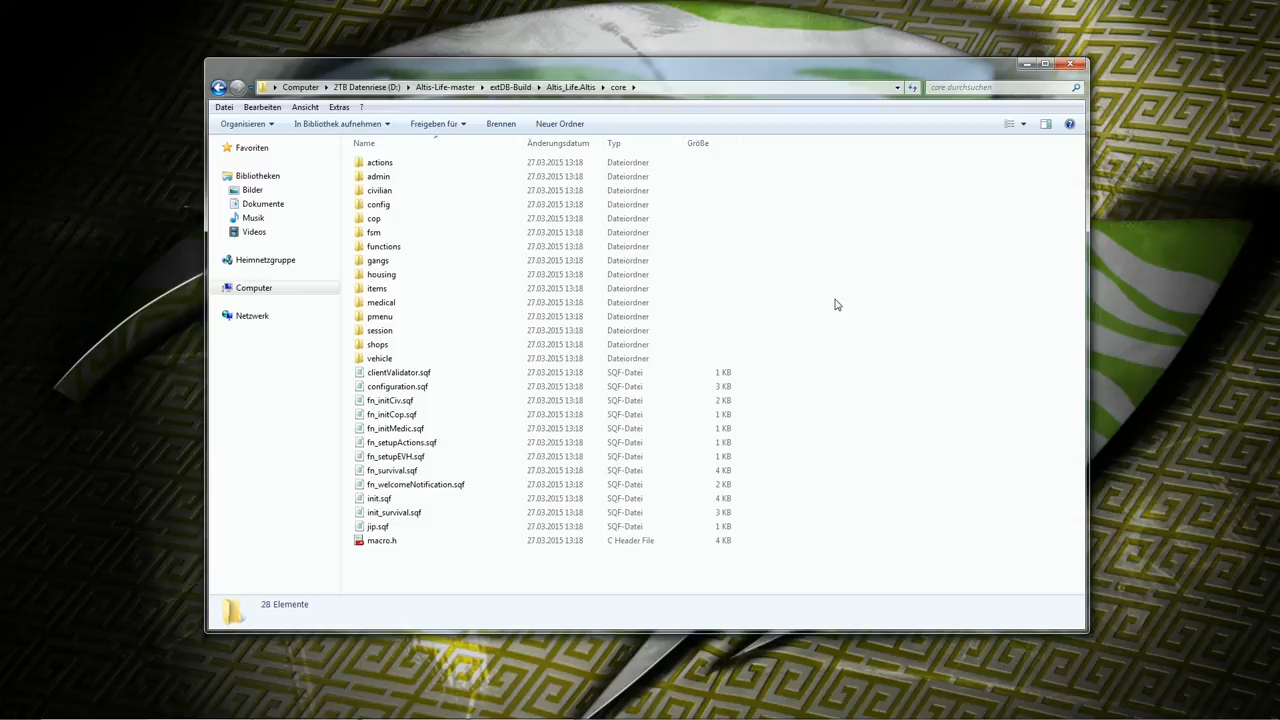 Computer 2TB Datenriese (D:) Altis-Life-master extDB-Build Altis_Life.Altis core core durchsuchen
Datei Bearbeiten Ansicht Extras ?
Organisieren In Bibliothek aufnehmen Freigeben für Brennen Neuer Ordner
Favoriten
Bibliotheken
Bilder
Dokumente
Musik
Videos
Heimnetzgruppe
Computer
Netzwerk
Name Änderungsdatum Typ Größe
actions 27.03.2015 13:18 Dateiordner
admin 27.03.2015 13:18 Dateiordner
civilian 27.03.2015 13:18 Dateiordner
config 27.03.2015 13:18 Dateiordner
cop 27.03.2015 13:18 Dateiordner
fsm 27.03.2015 13:18 Dateiordner
functions 27.03.2015 13:18 Dateiordner
gangs 27.03.2015 13:18 Dateiordner
housing 27.03.2015 13:18 Dateiordner
items 27.03.2015 13:18 Dateiordner
medical 27.03.2015 13:18 Dateiordner
pmenu 27.03.2015 13:18 Dateiordner
session 27.03.2015 13:18 Dateiordner
shops 27.03.2015 13:18 Dateiordner
vehicle 27.03.2015 13:18 Dateiordner
clientValidator.sqf 27.03.2015 13:18 SQF-Datei 1 KB
configuration.sqf 27.03.2015 13:18 SQF-Datei 3 KB
fn_initCiv.sqf 27.03.2015 13:18 SQF-Datei 2 KB
fn_initCop.sqf 27.03.2015 13:18 SQF-Datei 1 KB
fn_initMedic.sqf 27.03.2015 13:18 SQF-Datei 1 KB
fn_setupActions.sqf 27.03.2015 13:18 SQF-Datei 1 KB
fn_setupEVH.sqf 27.03.2015 13:18 SQF-Datei 1 KB
fn_survival.sqf 27.03.2015 13:18 SQF-Datei 4 KB
fn_welcomeNotification.sqf 27.03.2015 13:18 SQF-Datei 2 KB
init.sqf 27.03.2015 13:18 SQF-Datei 4 KB
init_survival.sqf 27.03.2015 13:18 SQF-Datei 3 KB
jip.sqf 27.03.2015 13:18 SQF-Datei 1 KB
macro.h 27.03.2015 13:18 C Header File 4 KB
28 Elemente